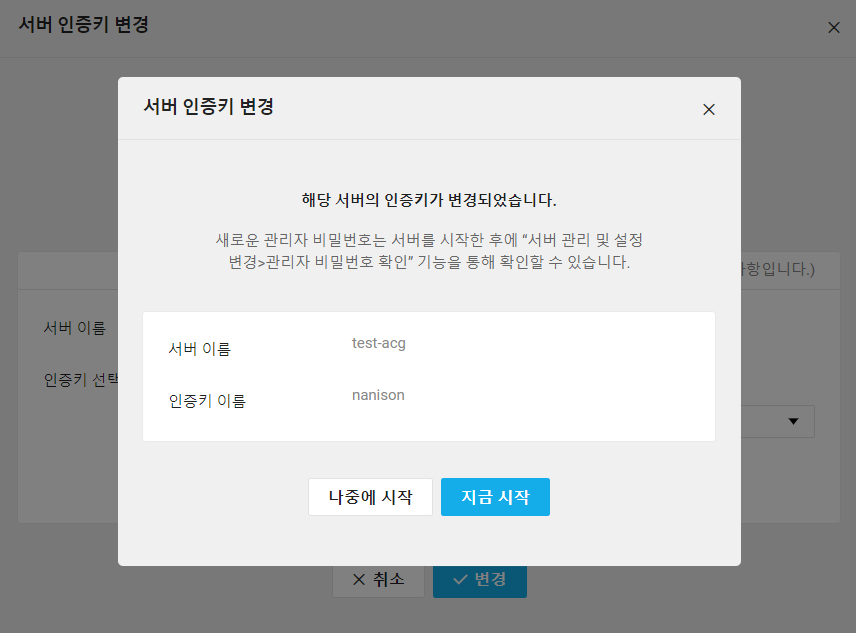 서버 인증키 변경
서버 인증키 변경
해당 서버의 인증키가 변경되었습니다.
새로운 관리자 비밀번호는 서버를 시작한 후에 “서버 관리 및 설정
변경>관리자 비밀번호 확인” 기능을 통해 확인할 수 있습니다.
항입니다.)
서버 이름
서버 이름 test-acg
인증키 선택
인증키 이름 nanison
나중에 시작 지금 시작
취소 변경